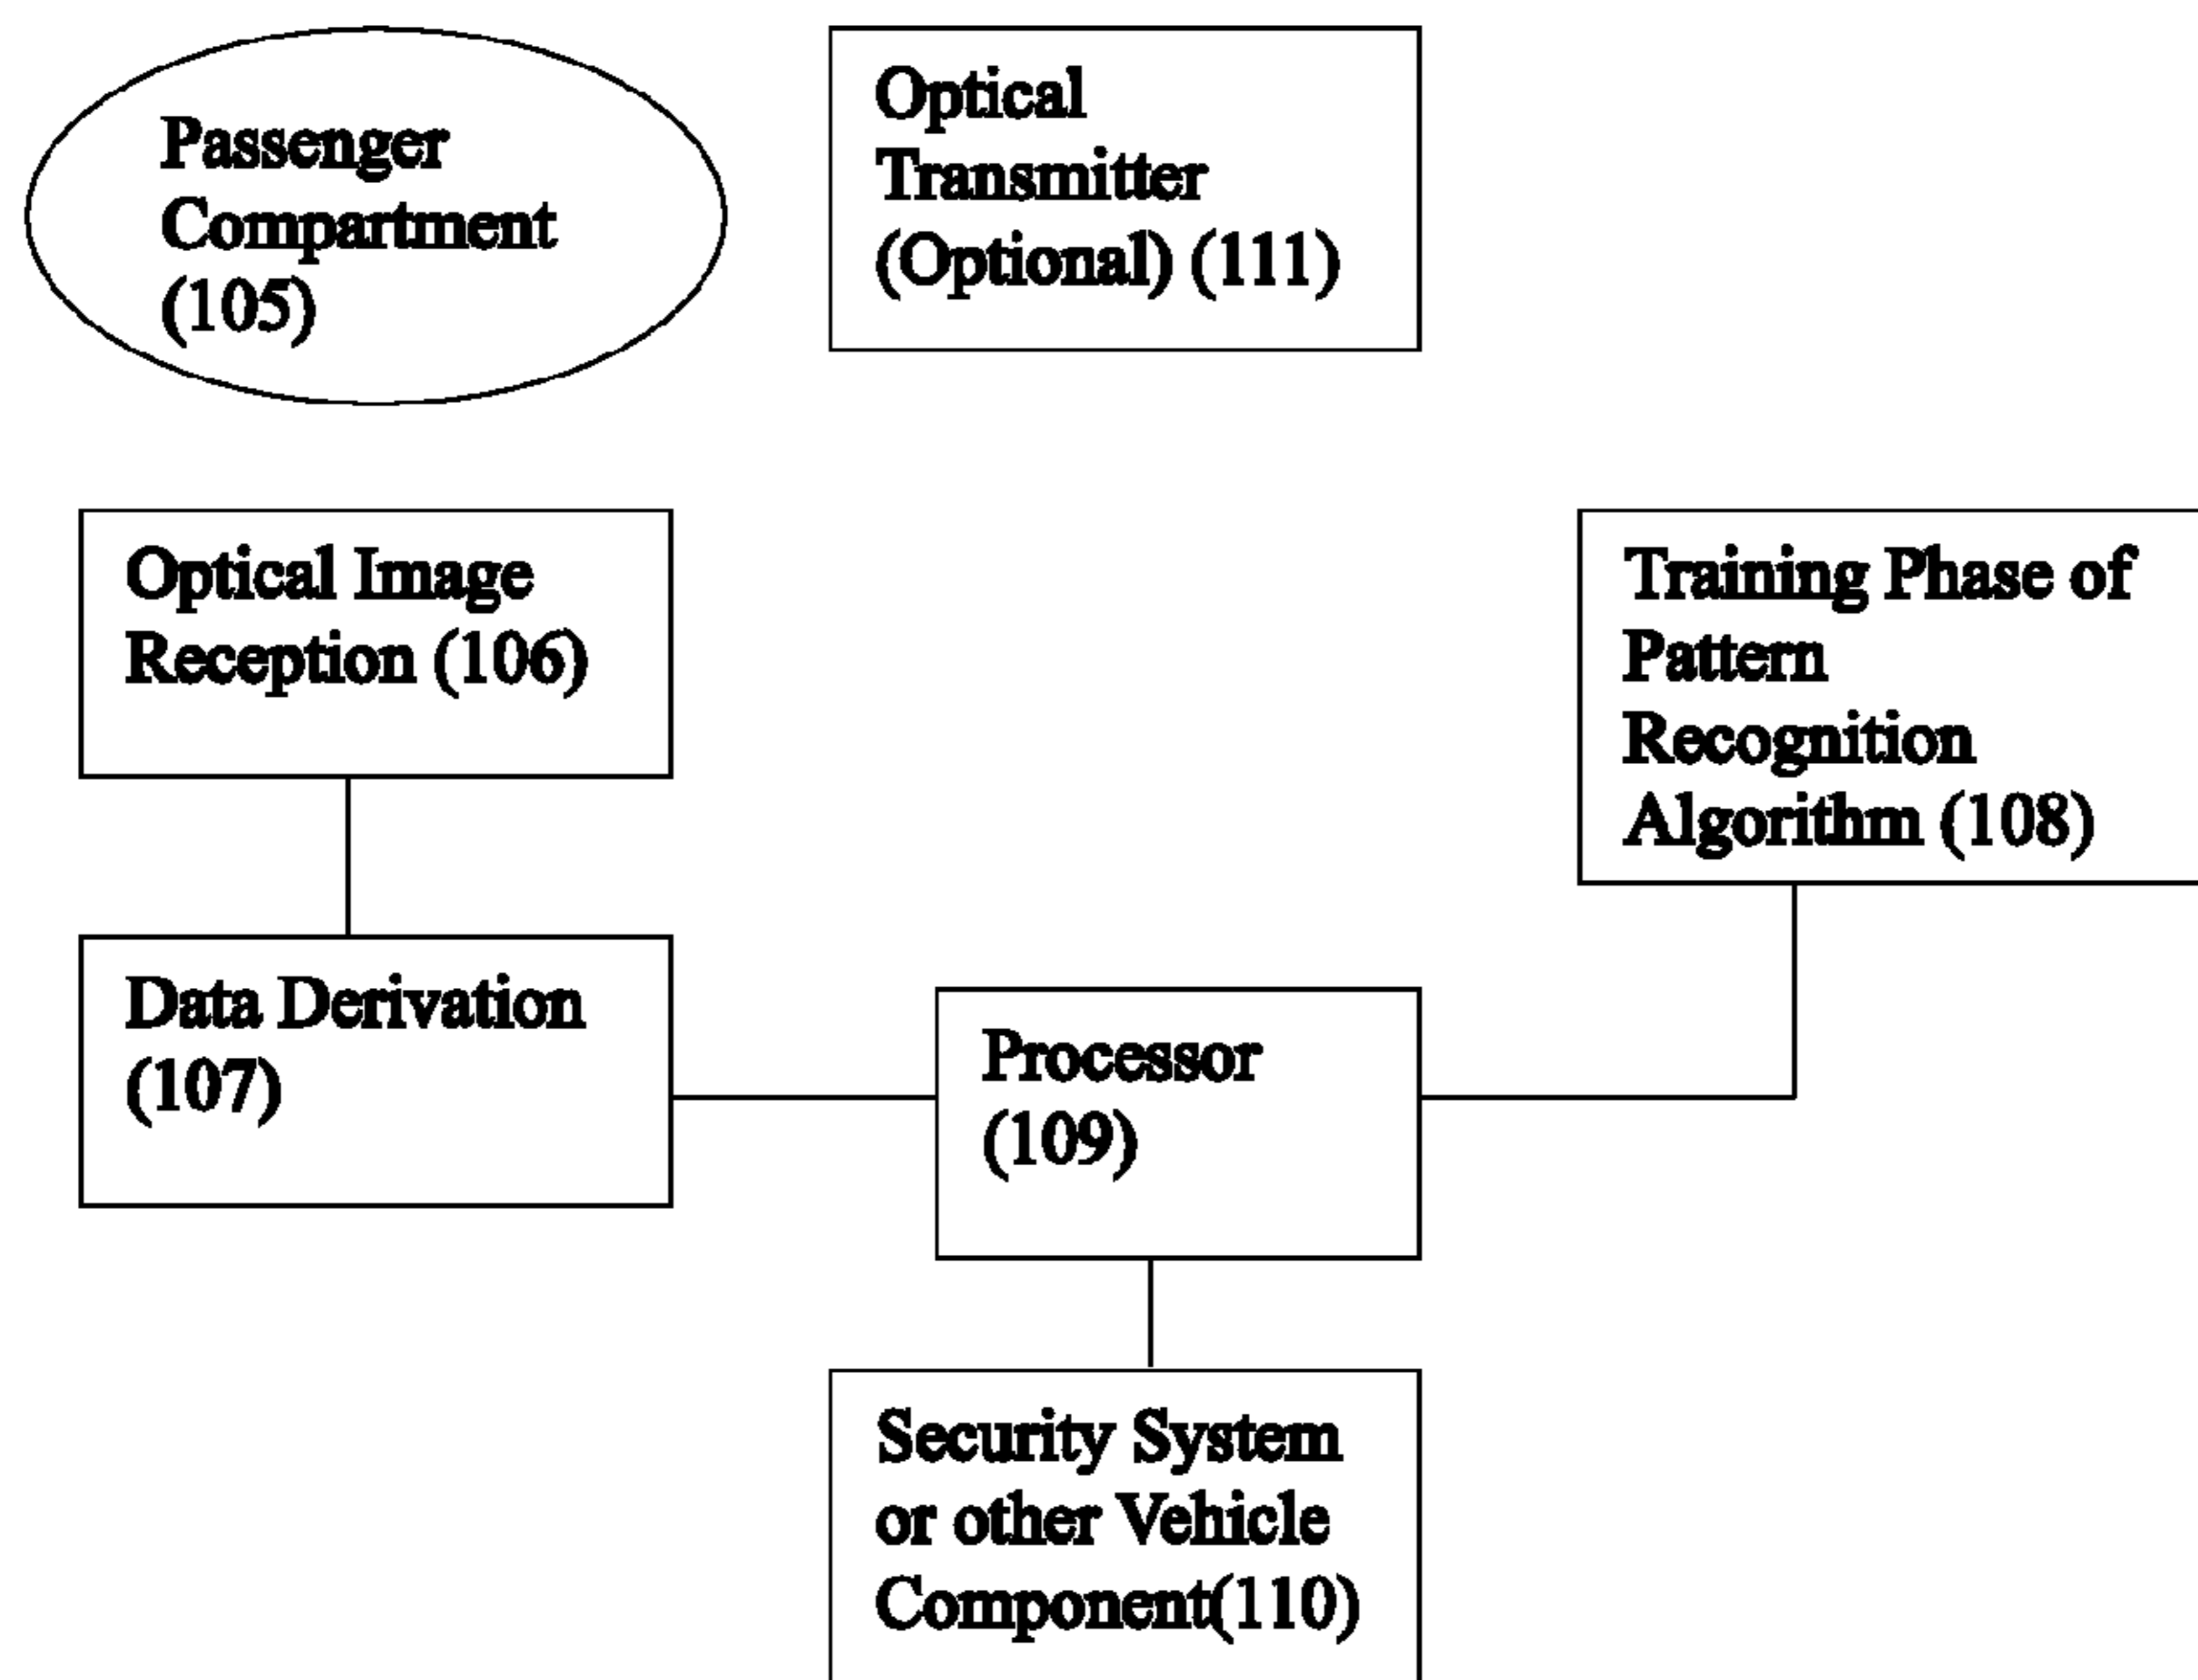 Passenger
Compartment
(105)
Optical
Transmitter
(Optional) (111)
Optical Image
Reception (106)
Training Phase of
Pattern
Recognition
Algorithm (108)
Data Derivation
(107)
Processor
(109)
Security System
or other Vehicle
Component(110)